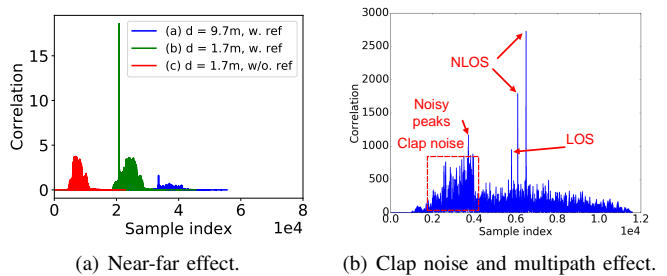 (a) d = 9.7m, w. ref
(b) d = 1.7m, w. ref
(c) d = 1.7m, w/o. ref
Correlation
15
10
5
0
0 2 4 6 8
1e4
Sample index
(a) Near-far effect.
3000
2500
2000
1500
1000
500
0
Correlation
NLOS
Noisy
peaks
Clap noise
LOS
0.0 0.2 0.4 0.6 0.8 1.0 1.2
Sample index
1e4
(b) Clap noise and multipath effect.